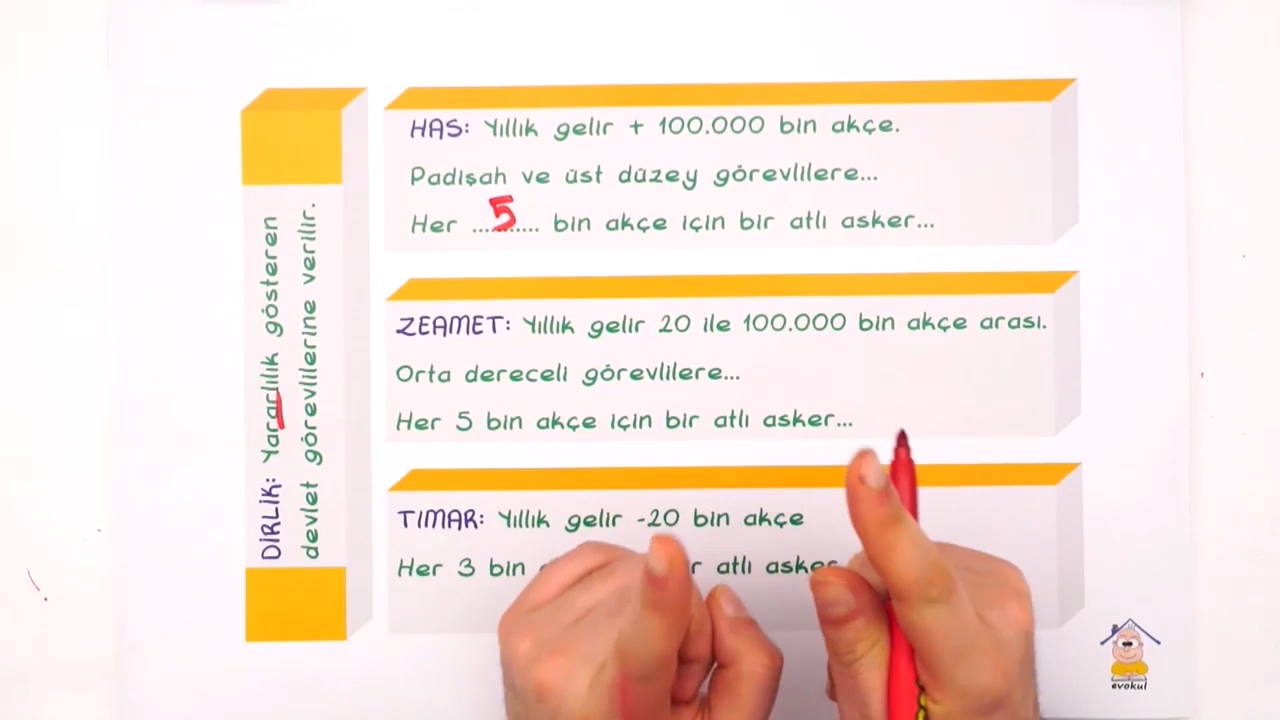 DİRLİK: Yararlılık gösteren
devlet görevlilerine verilir.
HAS: Yıllık gelir + 100.000 bin akçe.
Padişah ve üst düzey görevlilere...
Her ...5... bin akçe için bir atlı asker...
ZEAMET: Yıllık gelir 20 ile 100.000 bin akçe arası.
Orta dereceli görevlilere...
Her 5 bin akçe için bir atlı asker...
TIMAR: Yıllık gelir -20 bin akçe
Her 3 bin atlı asker
evokul